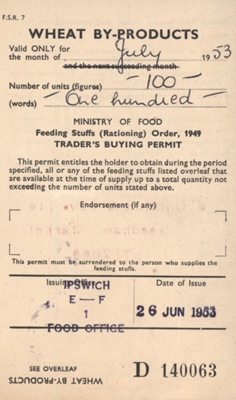 F.S.R. 7
WHEAT BY-PRODUCTS
Valid ONLY for
the month of July 1953
and the next succeeding month
Number of units (figures) -100-
(words) -One hundred-
MINISTRY OF FOOD
Feeding Stuffs (Rationing) Order, 1949
TRADER'S BUYING PERMIT
This permit entitles the holder to obtain during the period
specified, all or any of the feeding stuffs listed overleaf that
are available at the time of supply up to a total quantity not
exceeding the number of units stated above.
Endorsement (if any)
This permit must be surrendered to the person who supplies the
feeding stuffs.
Date of Issue
IPSWICH
E-F
1
FOOD OFFICE
26 JUN 1953
SEE OVERLEAF
D 140063
WHEAT BY-PRODUCTS